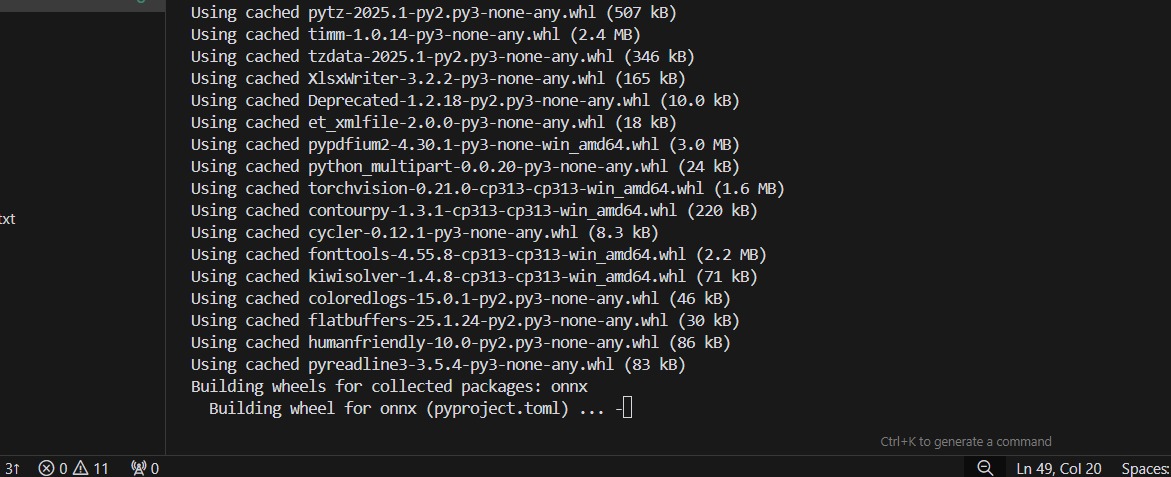 Using cached pytz-2025.1-py2.py3-none-any.whl (507 kB)
Using cached timm-1.0.14-py3-none-any.whl (2.4 MB)
Using cached tzdata-2025.1-py2.py3-none-any.whl (346 kB)
Using cached XlsxWriter-3.2.2-py3-none-any.whl (165 kB)
Using cached Deprecated-1.2.18-py2.py3-none-any.whl (10.0 kB)
Using cached et_xmlfile-2.0.0-py3-none-any.whl (18 kB)
Using cached pypdfium2-4.30.1-py3-none-win_amd64.whl (3.0 MB)
Using cached python_multipart-0.0.20-py3-none-any.whl (24 kB)
Using cached torchvision-0.21.0-cp313-cp313-win_amd64.whl (1.6 MB)
Using cached contourpy-1.3.1-cp313-cp313-win_amd64.whl (220 kB)
txt
Using cached cycler-0.12.1-py3-none-any.whl (8.3 kB)
Using cached fonttools-4.55.8-cp313-cp313-win_amd64.whl (2.2 MB)
Using cached kiwisolver-1.4.8-cp313-cp313-win_amd64.whl (71 kB)
Using cached coloredlogs-15.0.1-py2.py3-none-any.whl (46 kB)
Using cached flatbuffers-25.1.24-py2.py3-none-any.whl (30 kB)
Using cached humanfriendly-10.0-py2.py3-none-any.whl (86 kB)
Using cached pyreadline3-3.5.4-py3-none-any.whl (83 kB)
Building wheels for collected packages: onnx
  Building wheel for onnx (pyproject.toml) ... -
Ctrl+K to generate a command
3↑ 0 11 0 Ln 49, Col 20 Spaces: